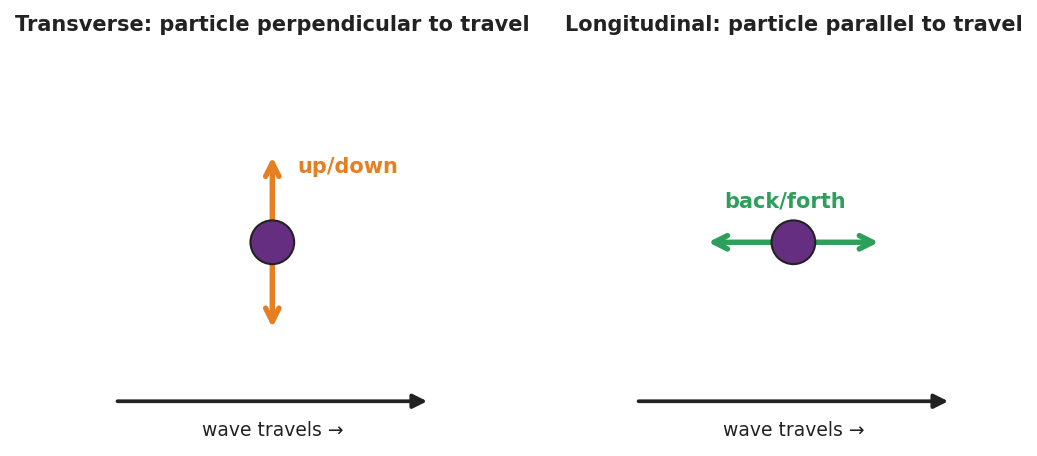 Transverse: particle perpendicular to travel
up/down
wave travels →
Longitudinal: particle parallel to travel
back/forth
wave travels →